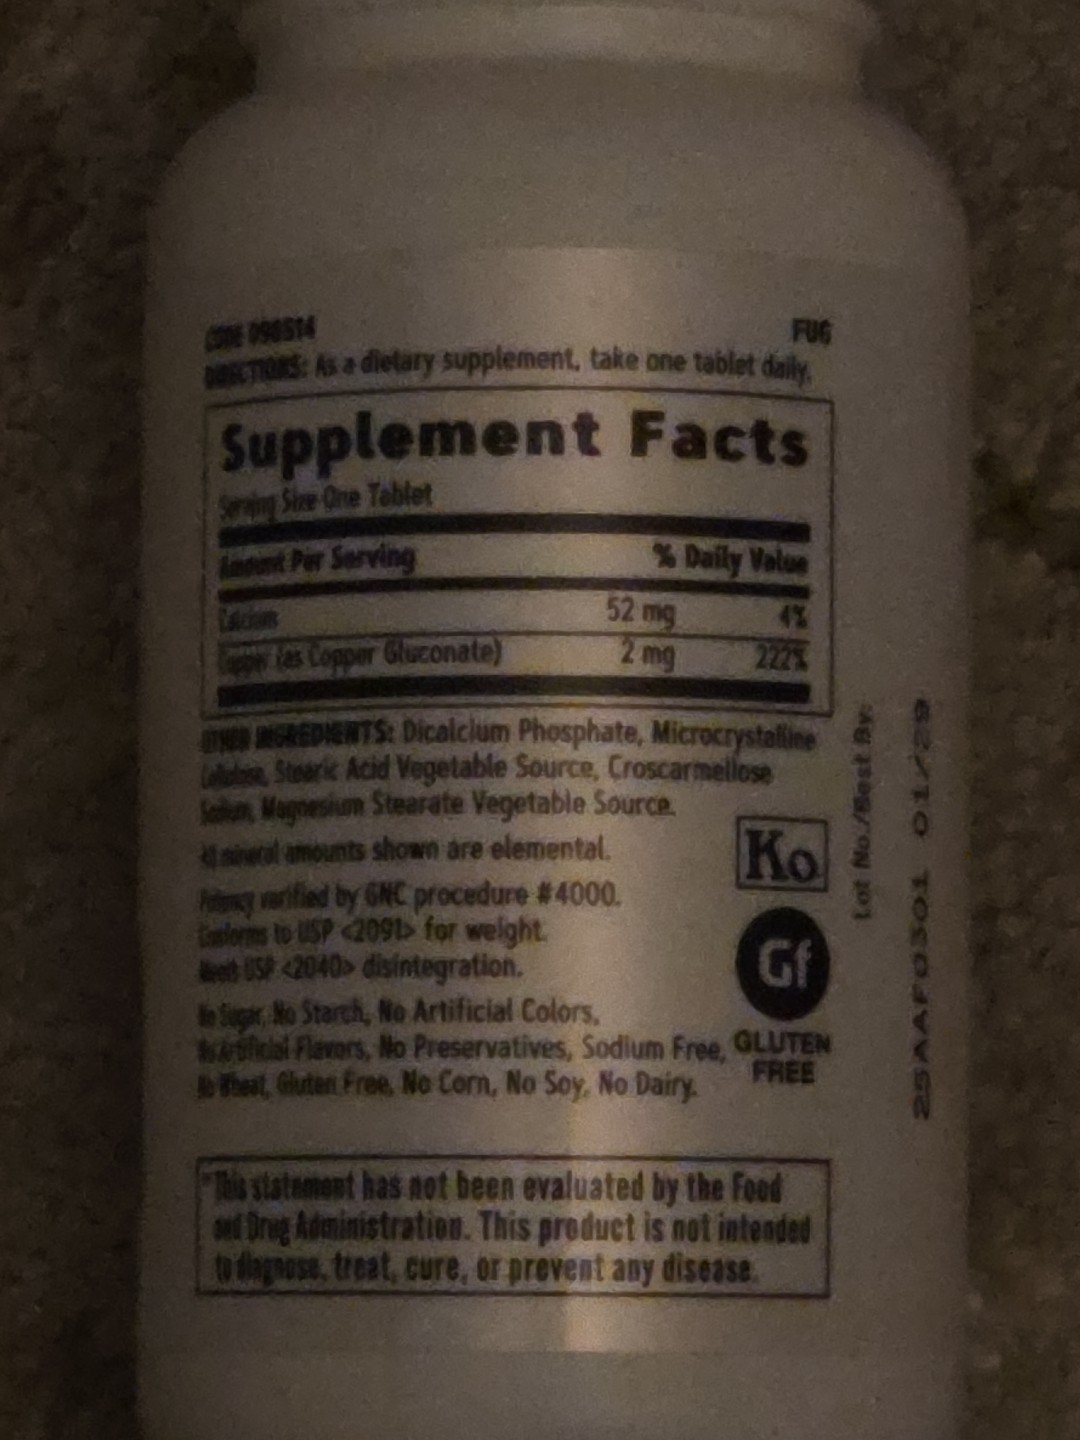 CODE 098514
FUG
DIRECTIONS: As a dietary supplement, take one tablet daily.
Supplement Facts
Serving Size One Tablet
Amount Per Serving % Daily Value
Calcium 52 mg 4%
Copper (as Copper Gluconate) 2 mg 222%
OTHER INGREDIENTS: Dicalcium Phosphate, Microcrystalline
Cellulose, Stearic Acid Vegetable Source, Croscarmellose
Sodium, Magnesium Stearate Vegetable Source.
All mineral amounts shown are elemental.
Potency verified by GNC procedure #4000.
Conforms to USP <2091> for weight.
Meets USP <2040> disintegration.
No Sugar, No Starch, No Artificial Colors,
No Artificial Flavors, No Preservatives, Sodium Free,
No Wheat, Gluten Free, No Corn, No Soy, No Dairy.
Ko
Gf
GLUTEN
FREE
Lot No./Best By:
25AAF0301 01/29
*This statement has not been evaluated by the Food
and Drug Administration. This product is not intended
to diagnose, treat, cure, or prevent any disease.